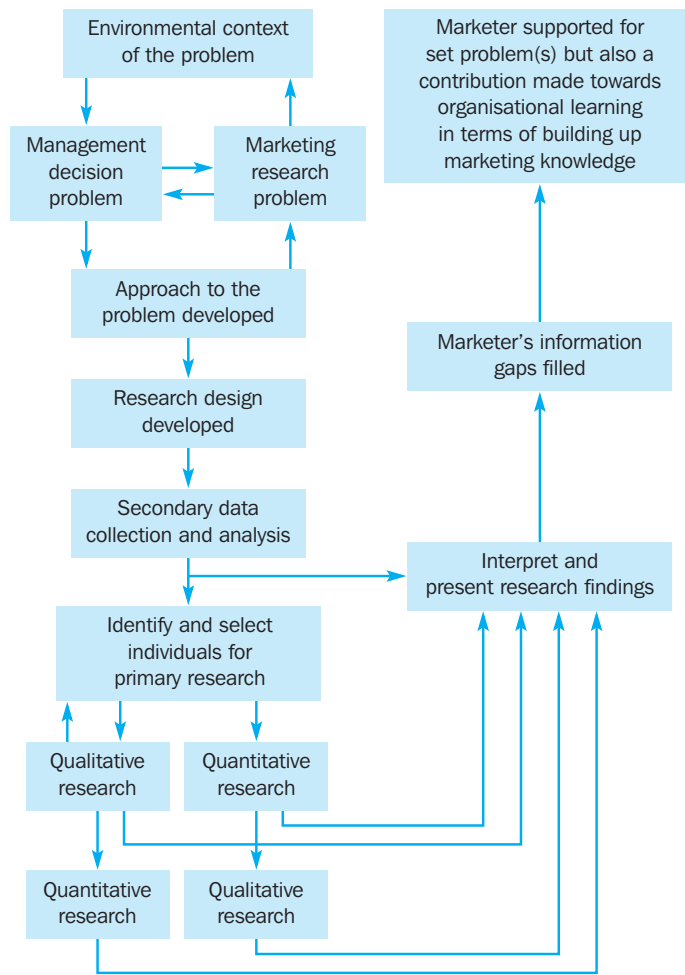 Environmental context
of the problem
Marketer supported for
set problem(s) but also a
contribution made towards
organisational learning
in terms of building up
marketing knowledge
Management
decision
problem
Marketing
research
problem
Approach to the
problem developed
Marketer's information
gaps filled
Research design
developed
Secondary data
collection and analysis
Interpret and
present research findings
Identify and select
individuals for
primary research
Qualitative
research
Quantitative
research
Quantitative
research
Qualitative
research